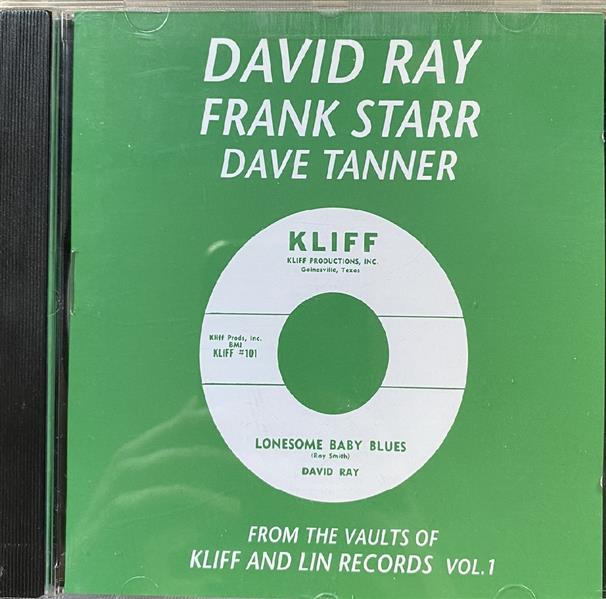 DAVID RAY
FRANK STARR
DAVE TANNER
KLIFF
KLIFF PRODUCTIONS, INC.
Gainesville, Texas
Kliff Prods, Inc.
BMI
KLIFF #101
LONESOME BABY BLUES
(Ray Smith)
DAVID RAY
FROM THE VAULTS OF
KLIFF AND LIN RECORDS VOL.1